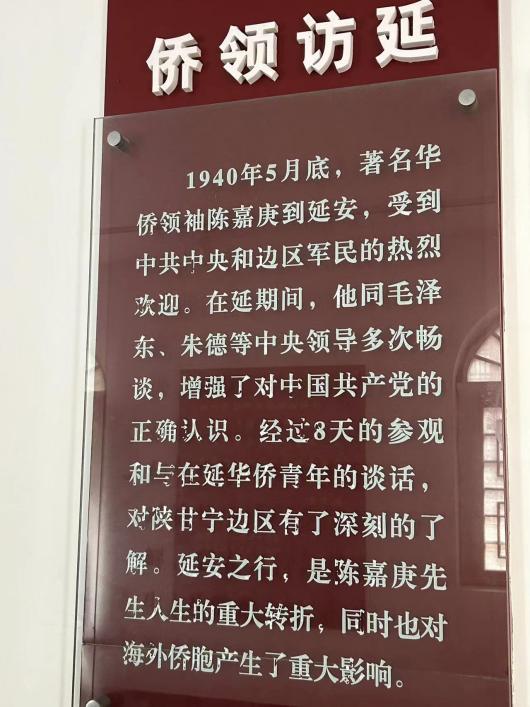 侨领访延
1940年5月底，著名华
侨领袖陈嘉庚到延安，受到
中共中央和边区军民的热烈
欢迎。在延期间，他同毛泽
东、朱德等中央领导多次畅
谈，增强了对中国共产党的
正确认识。经过8天的参观
和与在延华侨青年的谈话，
对陕甘宁边区有了深刻的了
解。延安之行，是陈嘉庚先
生人生的重大转折，同时也对
海外侨胞产生了重大影响。